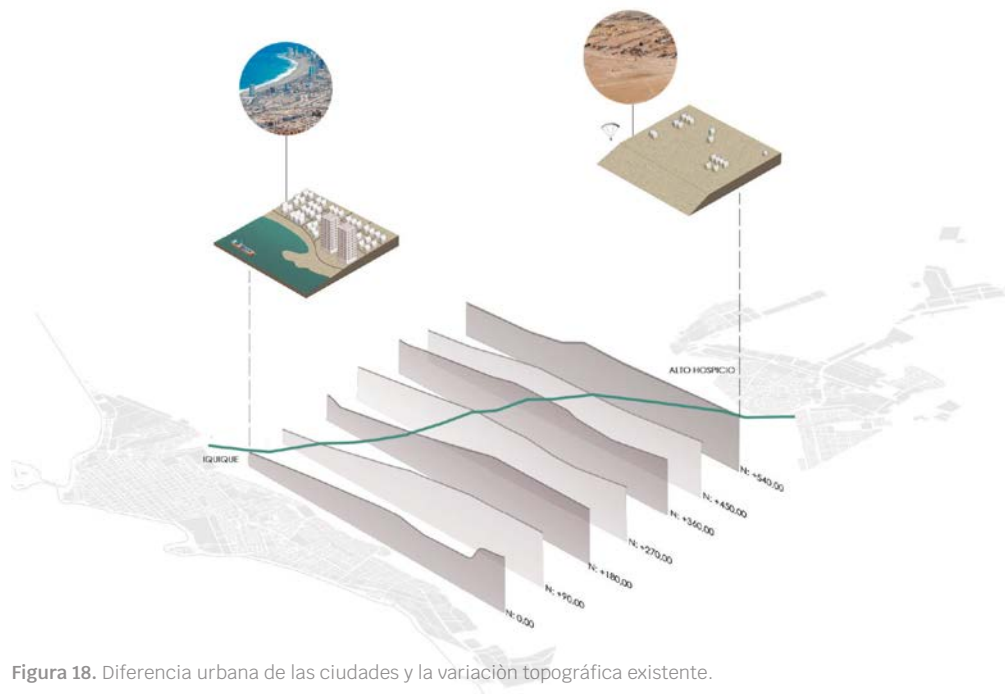 ALTO HOSPICIO
IQUIQUE
N: +540,00
N: +450,00
N: +360,00
N: +270,00
N: +180,00
N: +90,00
N: 0,00
Figura 18. Diferencia urbana de las ciudades y la variaciòn topográfica existente.